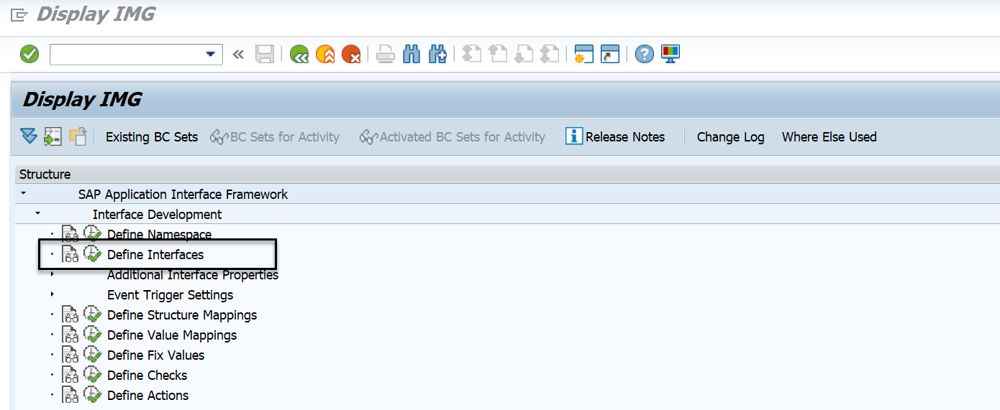 Display IMG
Display IMG
Existing BC Sets BC Sets for Activity Activated BC Sets for Activity Release Notes Change Log Where Else Used
Structure
SAP Application Interface Framework
Interface Development
Define Namespace
Define Interfaces
Additional Interface Properties
Event Trigger Settings
Define Structure Mappings
Define Value Mappings
Define Fix Values
Define Checks
Define Actions